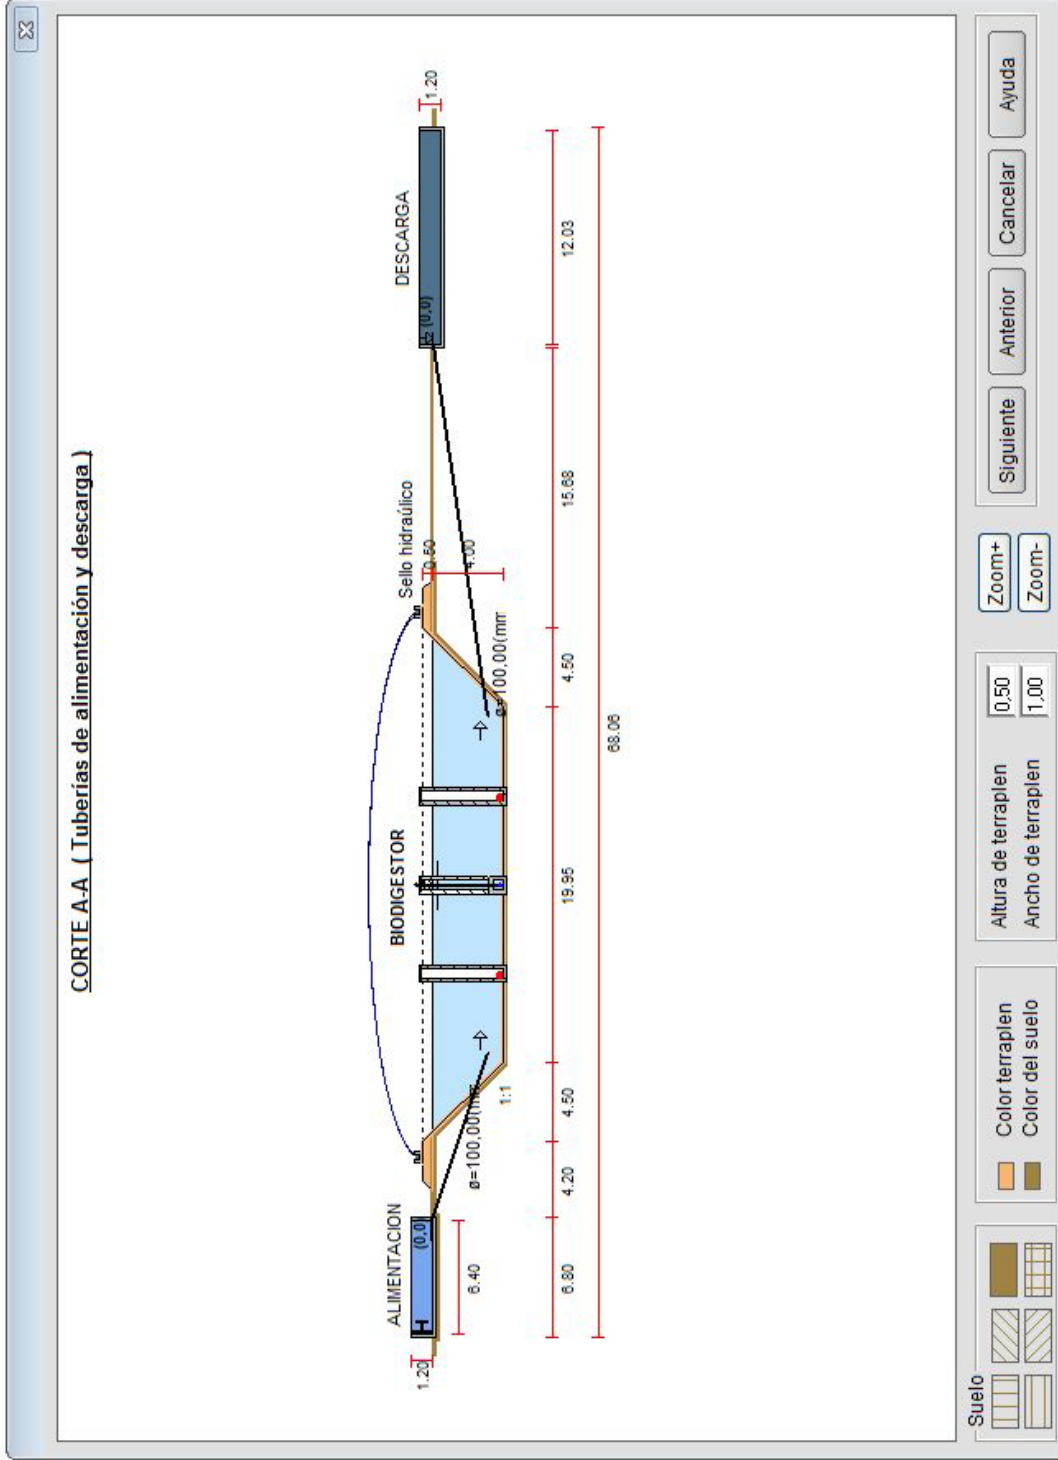 CORTE A-A ( Tuberías de alimentación y descarga )
ALIMENTACION
BIODIGESTOR
Sello hidraúlico
DESCARGA
1.20
1.20
(0,0)
(0,0)
0.50
4.00
ø=100,00(m
ø=100,00(mm
1:1
6.40
6.80
4.20
4.50
19.95
4.50
15.68
12.03
68.06
Suelo
Color terraplen
Color del suelo
Altura de terraplen 0,50
Ancho de terraplen 1,00
Zoom+
Zoom-
Siguiente
Anterior
Cancelar
Ayuda